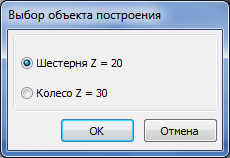 Выбор объекта построения
Шестерня Z = 20
Колесо Z = 30
OK
Отмена